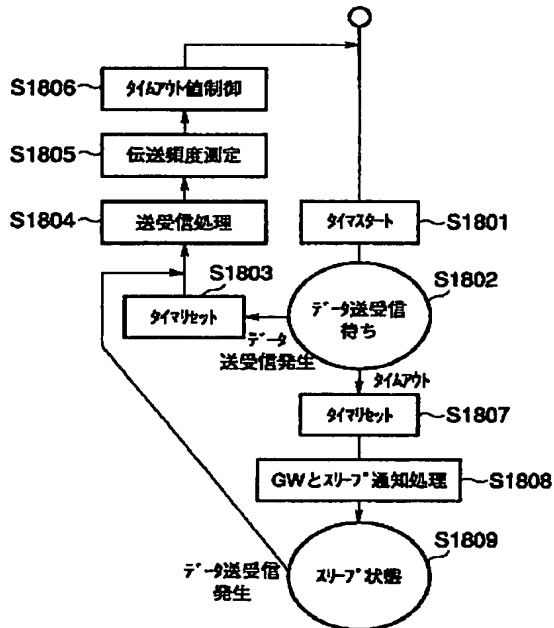 S1806
タイムアウト値制御
S1805
伝送頻度測定
S1804
送受信処理
タイマスタート
S1801
S1803
タイマリセット
S1802
データ送受信
待ち
データ
送受信発生
タイムアウト
タイマリセット
S1807
GWとスリープ通知処理
S1808
S1809
スリープ状態
データ送受信
発生